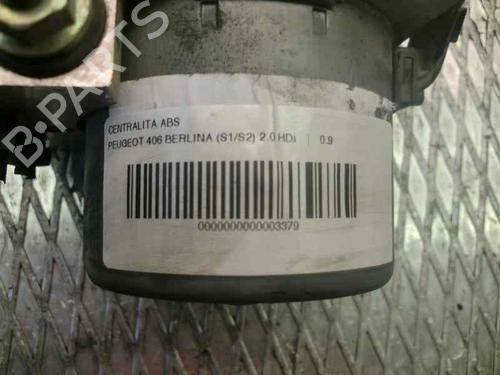 B-PARTS
CENTRALITA ABS
PEUGEOT 406 BERLINA (S1/S2) 2.0 HDi | 0.9
0000000000003379